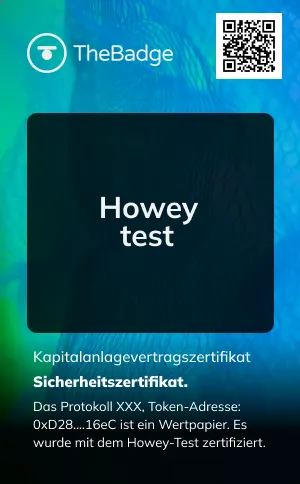 TheBadge
Howey
test
Kapitalanlagevertragszertifikat
Sicherheitszertifikat.
Das Protokoll XXX, Token-Adresse:
0xD28....16eC ist ein Wertpapier. Es
wurde mit dem Howey-Test zertifiziert.